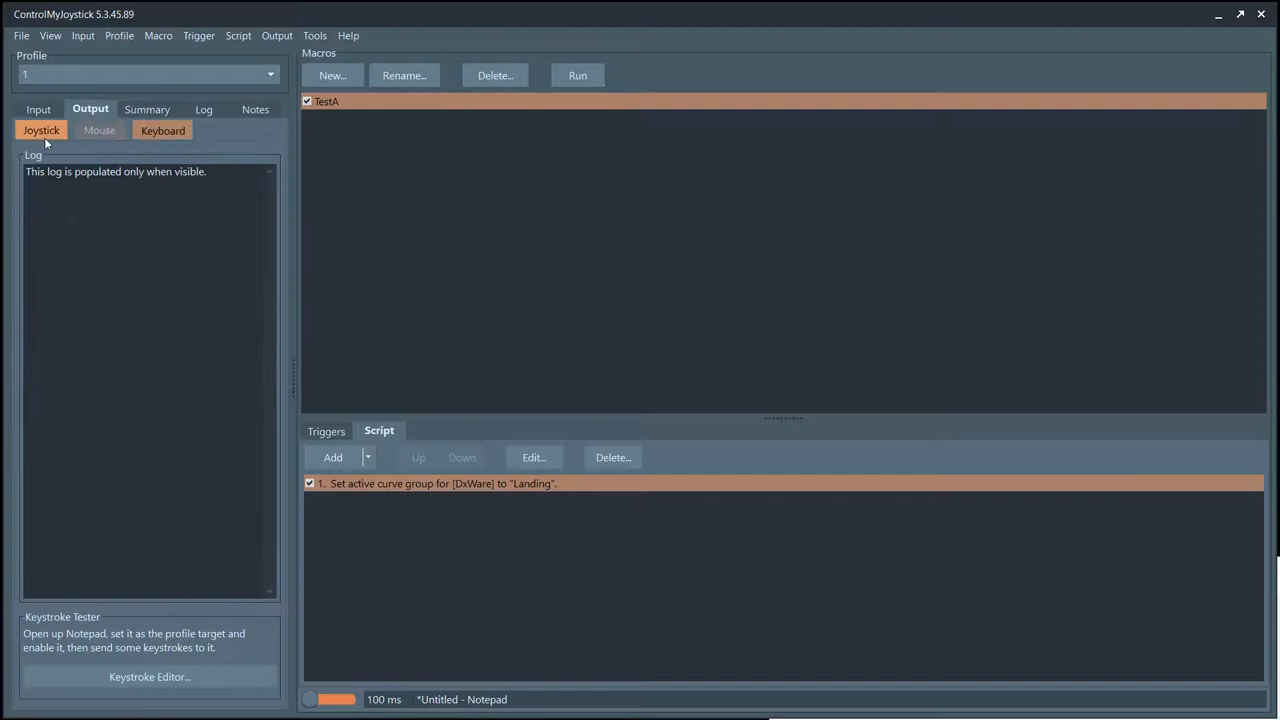 ControlMyJoystick 5.3.45.89
File View Input Profile Macro Trigger Script Output Tools Help
Profile
1
Input Output Summary Log Notes
Joystick Mouse Keyboard
Log
This log is populated only when visible.
Keystroke Tester
Open up Notepad, set it as the profile target and
enable it, then send some keystrokes to it.
Keystroke Editor...
Macros
New... Rename... Delete... Run
TestA
Triggers Script
Add Up Down Edit... Delete...
1. Set active curve group for [DxWare] to "Landing".
100 ms *Untitled - Notepad